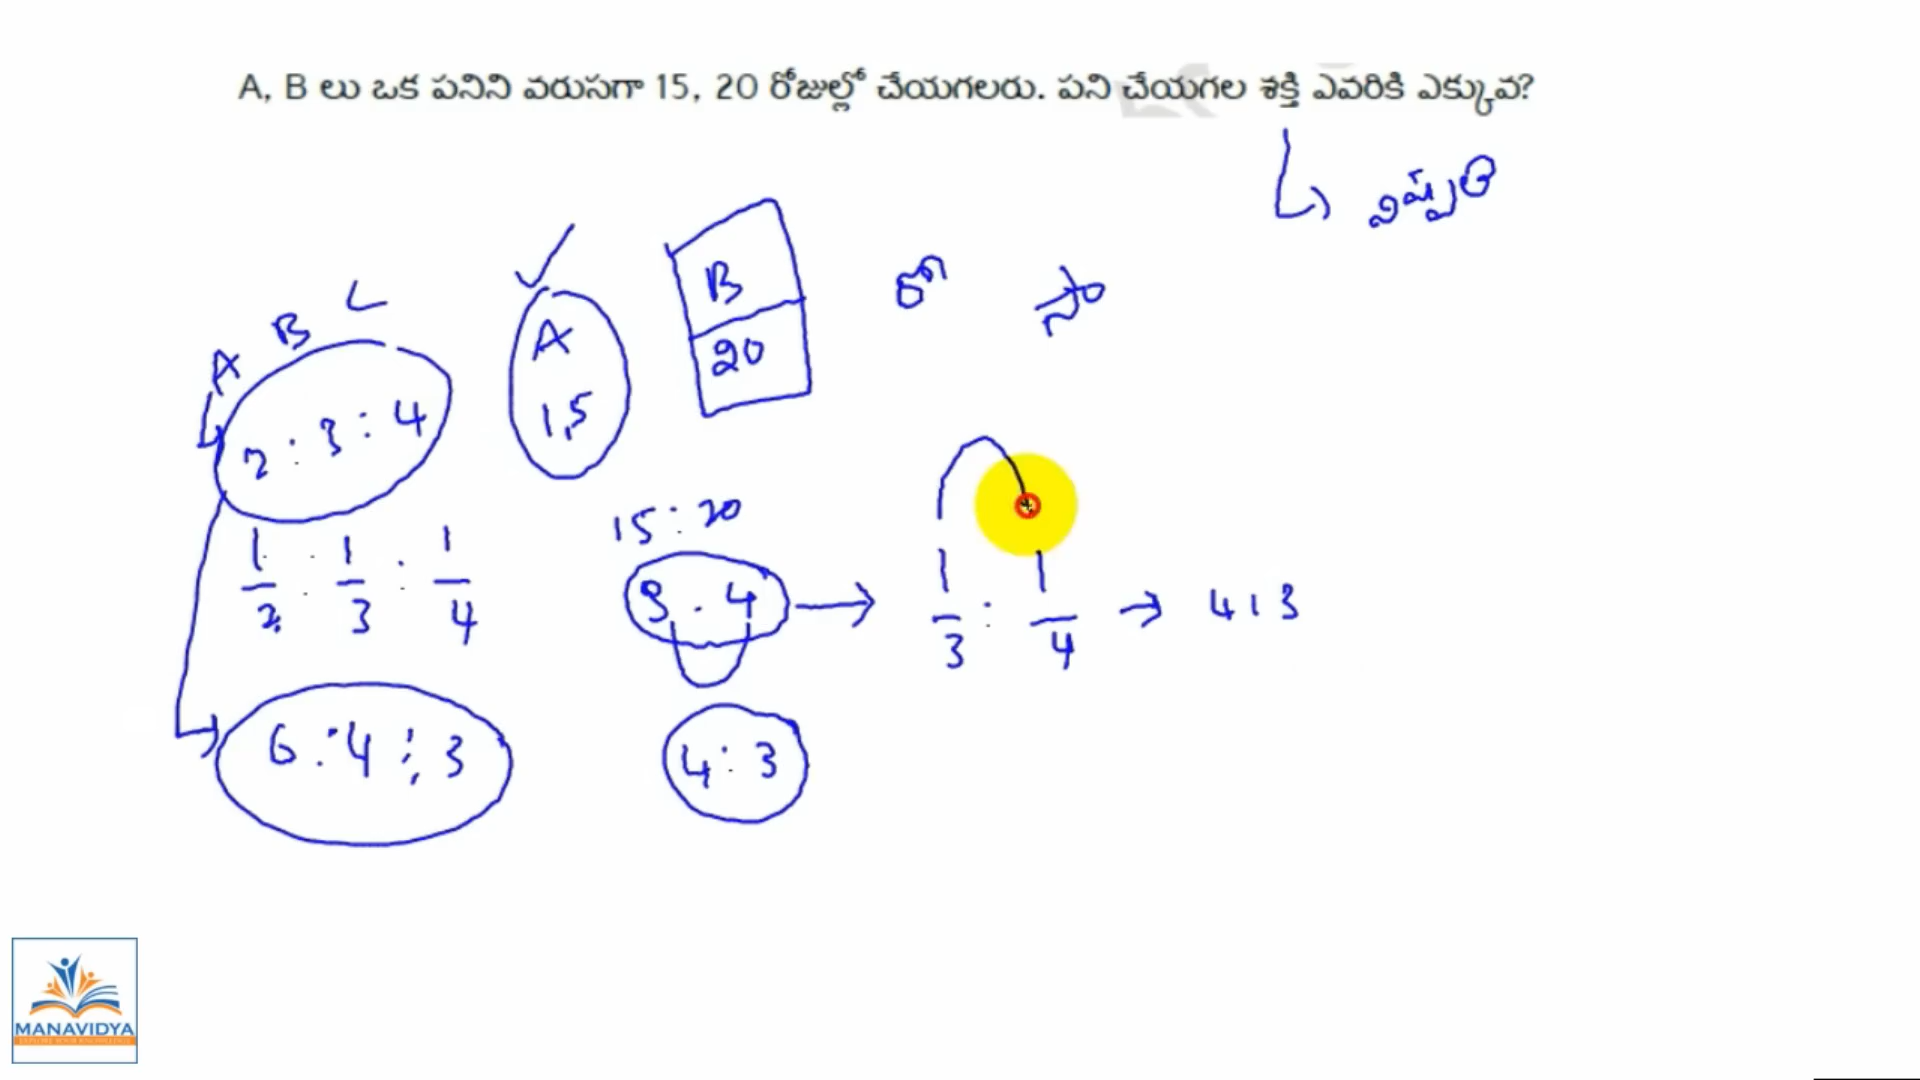 A, B లు ఒక పనిని వరుసగా 15, 20 రోజుల్లో చేయగలరు. పని చేయగల శక్తి ఎవరికి ఎక్కువ?
నిష్పతి
A B C
2 : 3 : 4
A
15
B
20
రో సా
15 : 20
3 : 4 → 1/3 : 1/4 → 4 : 3
1/2 : 1/3 : 1/4
6 : 4 : 3
4 : 3
MANAVIDYA